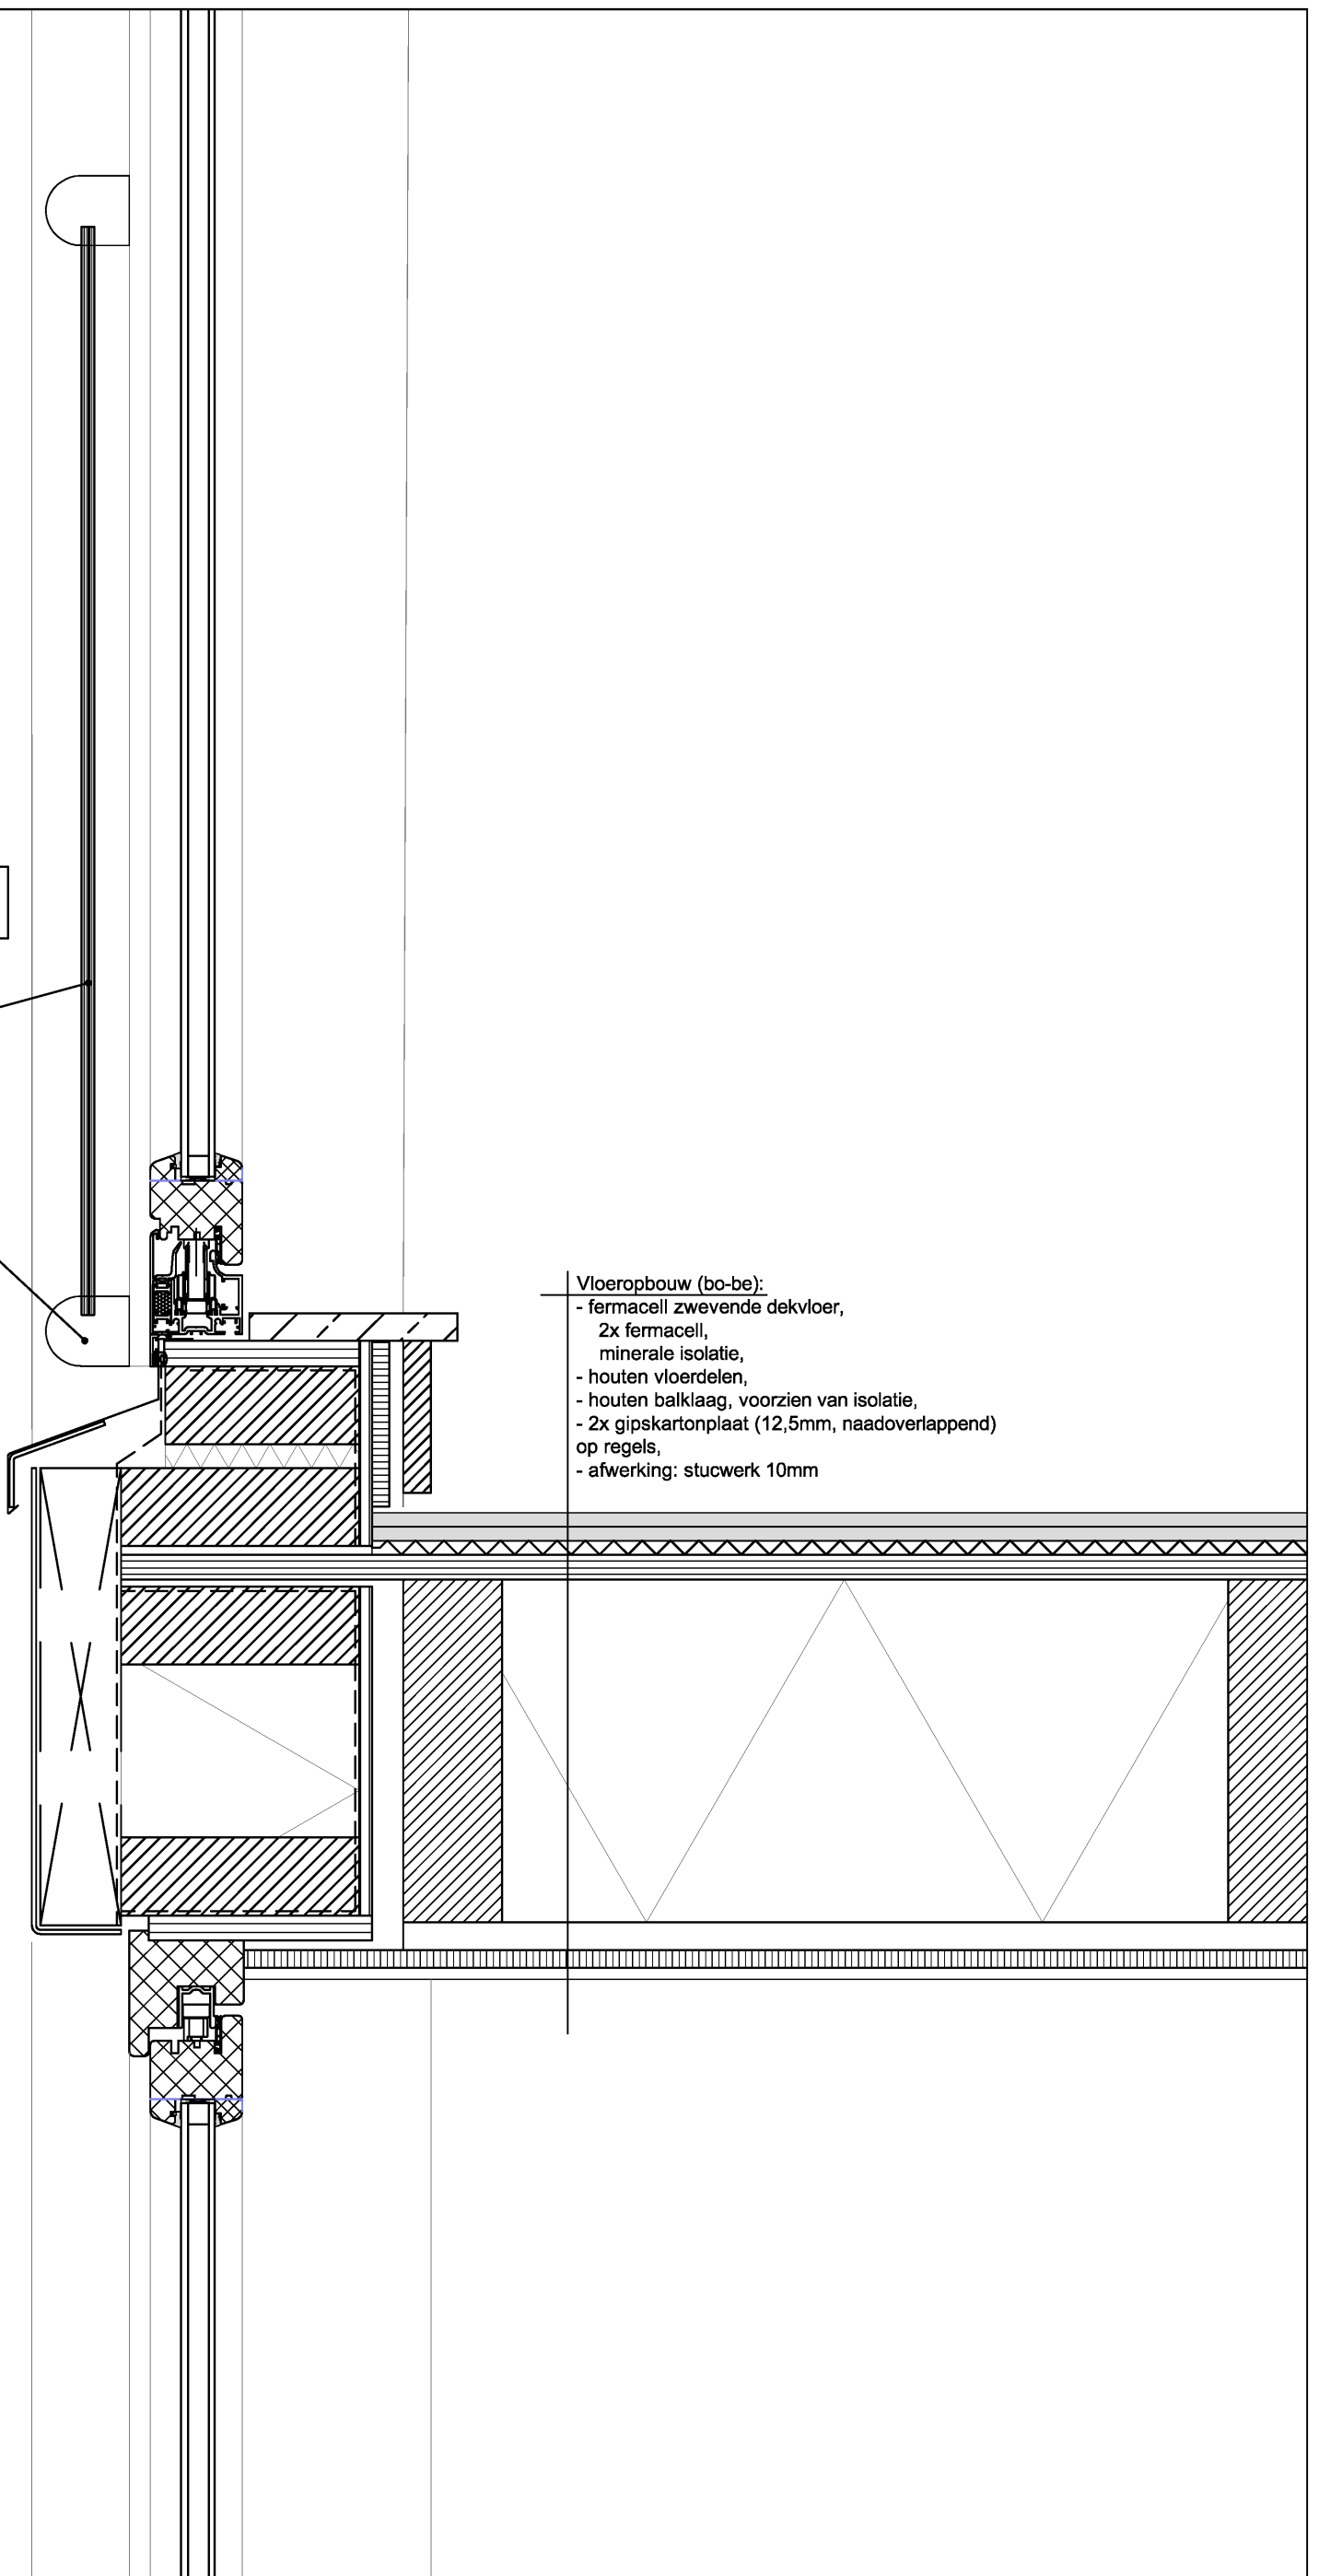 Vloeropbouw (bo-be):
- fermacell zwevende dekvloer,
2x fermacell,
minerale isolatie,
- houten vloerdelen,
- houten balklaag, voorzien van isolatie,
- 2x gipskartonplaat (12,5mm, naadoverlappend)
op regels,
- afwerking: stucwerk 10mm